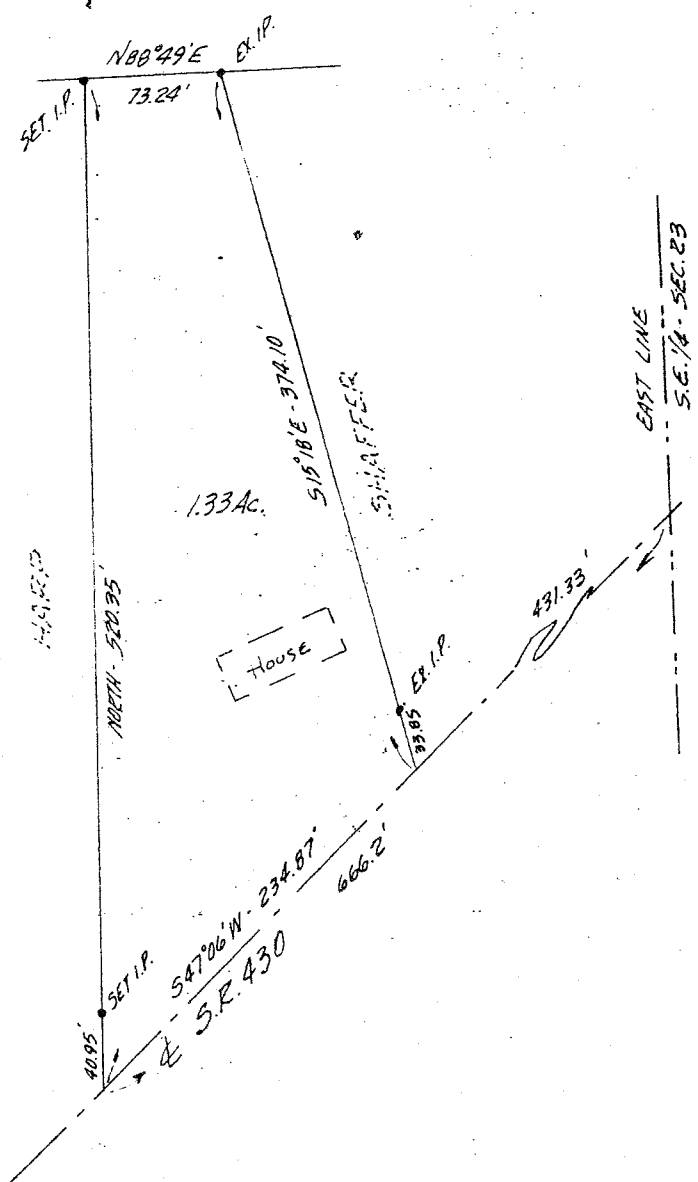 N88°49'E
EX. I.P.
73.24'
SET. I.P.
EAST LINE
S.E. 1/4 - SEC. 23
S15°18'E - 374.10'
SHAFFER
1.33 Ac.
431.33'
NORTH - 520.35'
HOUSE
EX. I.P.
33.85
S47°06'W - 234.87'
666.2'
SET I.P.
℄ S.R. 430
40.95'